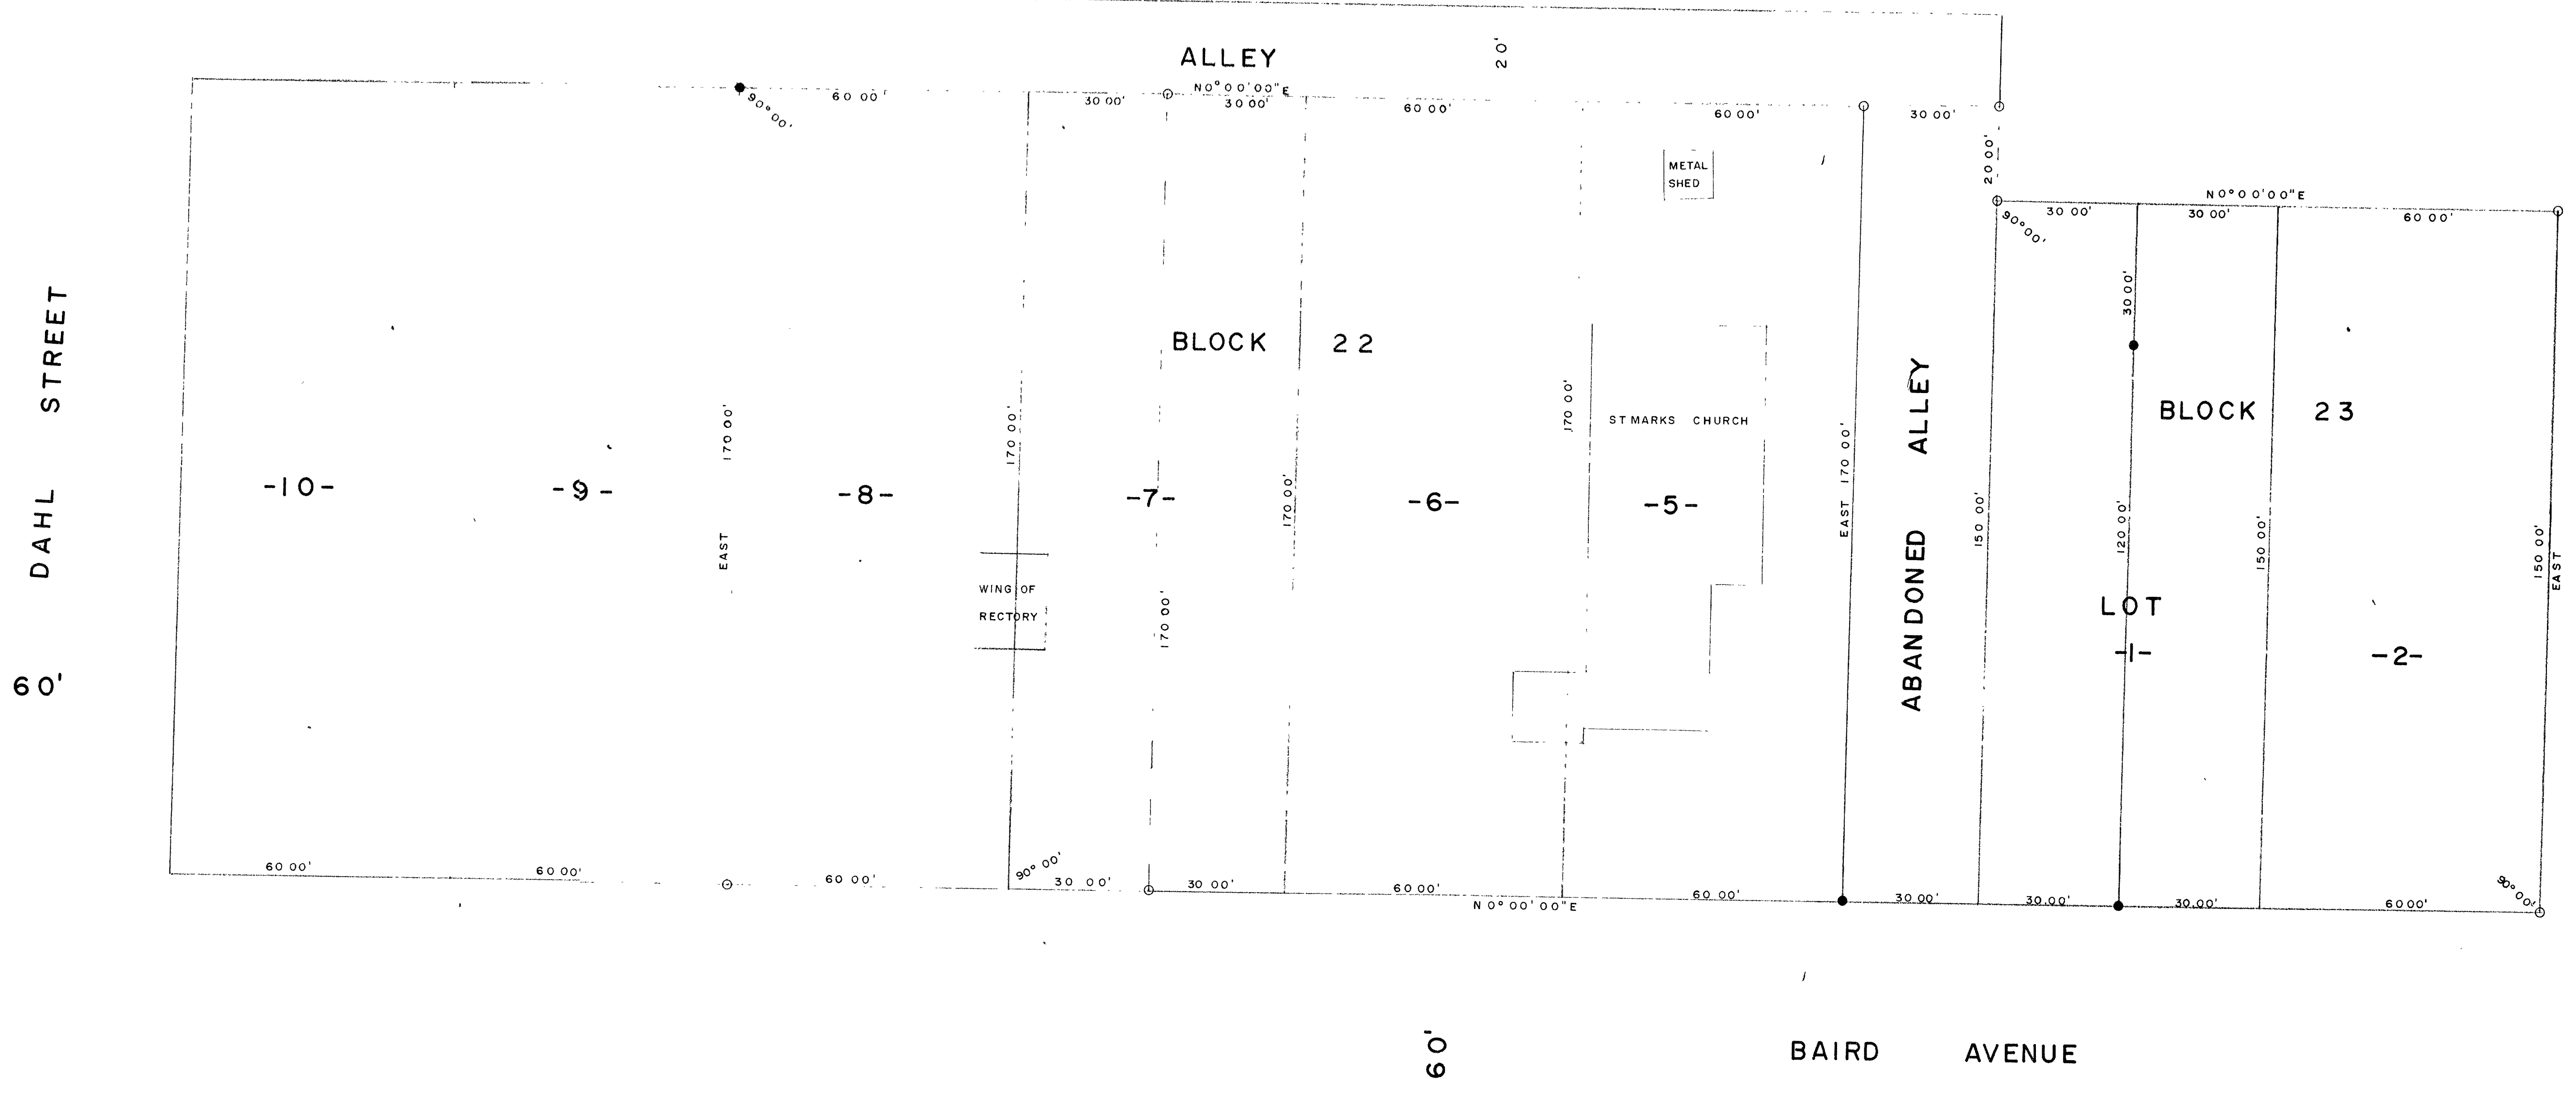 ALLEY
20'
N0°00'00"E
60 00'
30 00'
30 00'
60 00'
60 00'
30 00'
90°00'
20 00'
METAL
SHED
N 0°00'00"E
30 00'
30 00'
60 00'
90°00'
30 00'
DAHL STREET
60'
BLOCK 22
BLOCK 23
ST MARKS CHURCH
170 00'
EAST
170 00'
170 00'
170 00'
170 00'
EAST 170 00'
ABANDONED ALLEY
150 00'
120 00'
150 00'
150 00'
EAST
-10-
-9-
-8-
-7-
-6-
-5-
WING OF
RECTORY
LOT
-1-
-2-
60 00'
60 00'
60 00'
90° 00'
30 00'
30 00'
60 00'
N 0°00'00"E
60 00'
30 00'
30.00'
30.00'
60 00'
90°00'
60'
BAIRD AVENUE